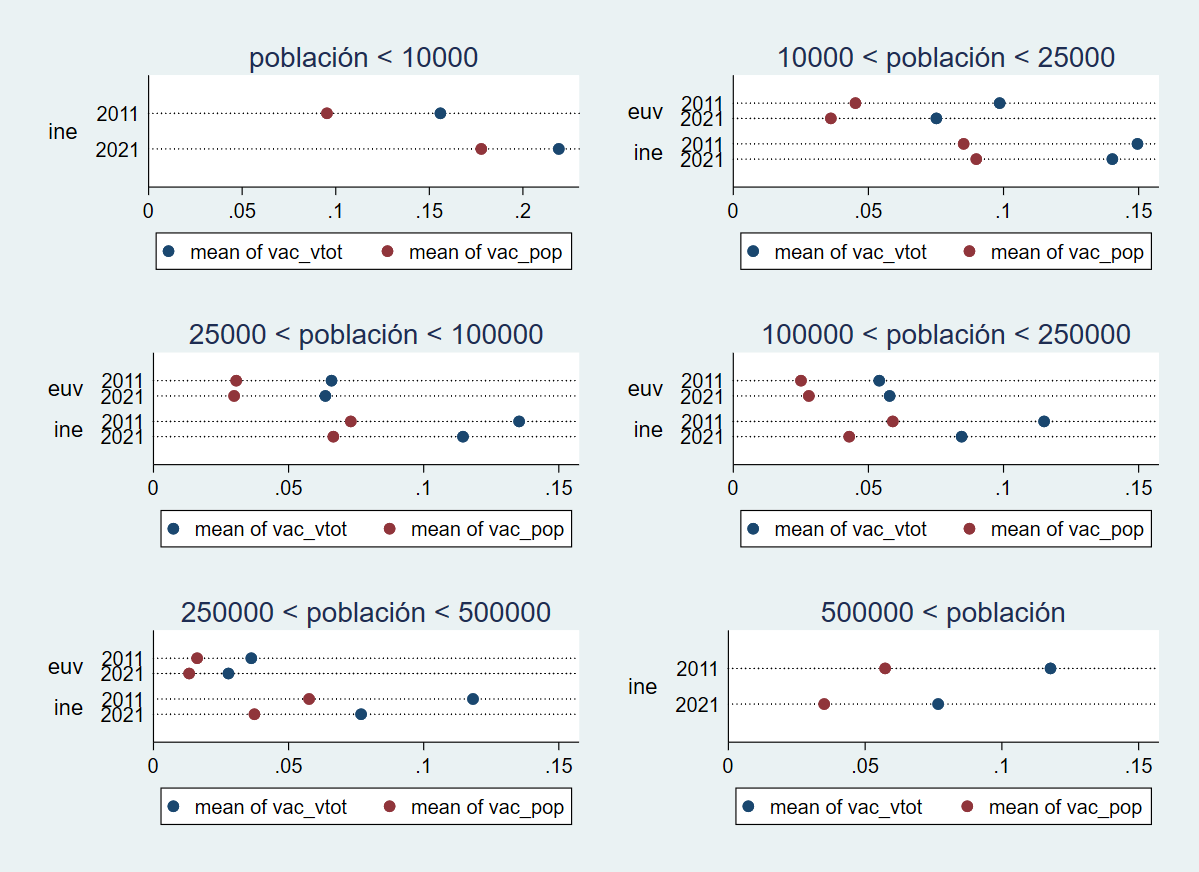 población < 10000
ine
2011
2021
0 .05 .1 .15 .2
mean of vac_vtot mean of vac_pop
10000 < población < 25000
euv
2011
2021
ine
2011
2021
0 .05 .1 .15
mean of vac_vtot mean of vac_pop
25000 < población < 100000
euv
2011
2021
ine
2011
2021
0 .05 .1 .15
mean of vac_vtot mean of vac_pop
100000 < población < 250000
euv
2011
2021
ine
2011
2021
0 .05 .1 .15
mean of vac_vtot mean of vac_pop
250000 < población < 500000
euv
2011
2021
ine
2011
2021
0 .05 .1 .15
mean of vac_vtot mean of vac_pop
500000 < población
ine
2011
2021
0 .05 .1 .15
mean of vac_vtot mean of vac_pop